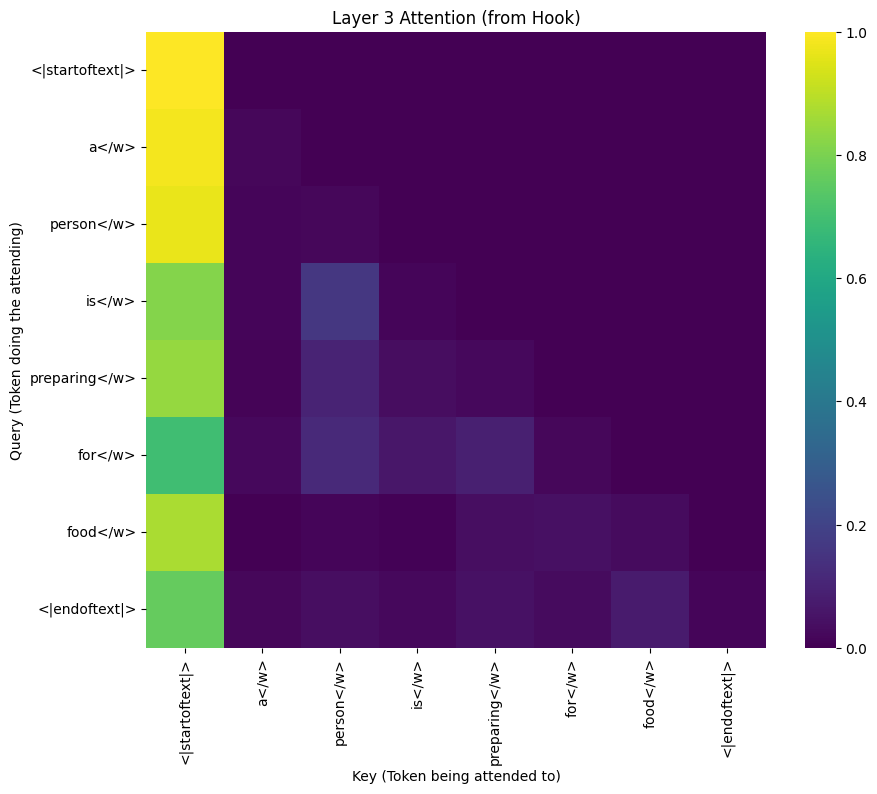 Layer 3 Attention (from Hook)
Query (Token doing the attending)
<|startoftext|>
a</w>
person</w>
is</w>
preparing</w>
for</w>
food</w>
<|endoftext|>
<|startoftext|>
a</w>
person</w>
is</w>
preparing</w>
for</w>
food</w>
<|endoftext|>
Key (Token being attended to)
1.0
0.8
0.6
0.4
0.2
0.0